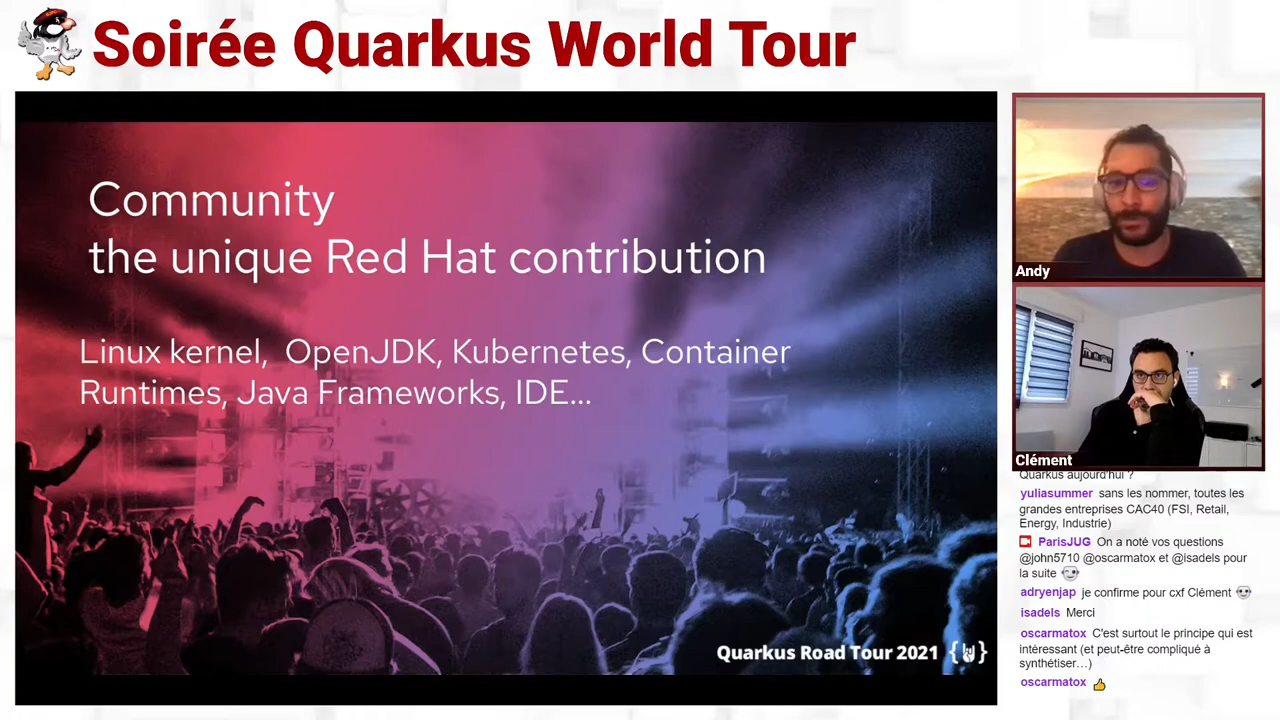 Soirée Quarkus World Tour
Community
the unique Red Hat contribution
Linux kernel, OpenJDK, Kubernetes, Container
Runtimes, Java Frameworks, IDE...
Quarkus Road Tour 2021
Andy
Clément
Quarkus aujourd'hui ?
yuliasummer sans les nommer, toutes les
grandes entreprises CAC40 (FSI, Retail,
Energy, Industrie)
ParisJUG On a noté vos questions
@john5710 @oscarmatox et @isadels pour
la suite
adryenjap je confirme pour cxf Clément
isadels Merci
oscarmatox C'est surtout le principe qui est
intéressant (et peut-être compliqué à
synthétiser…)
oscarmatox